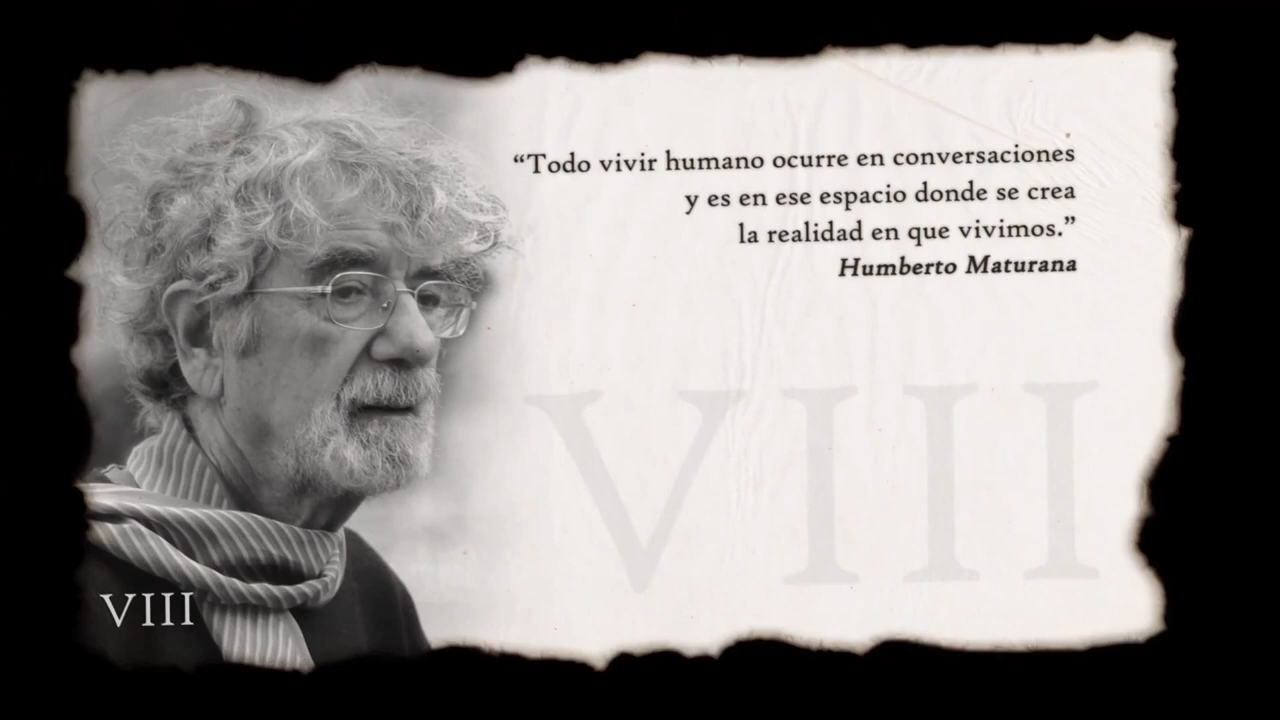 “Todo vivir humano ocurre en conversaciones
y es en ese espacio donde se crea
la realidad en que vivimos.”
Humberto Maturana
VIII
VIII